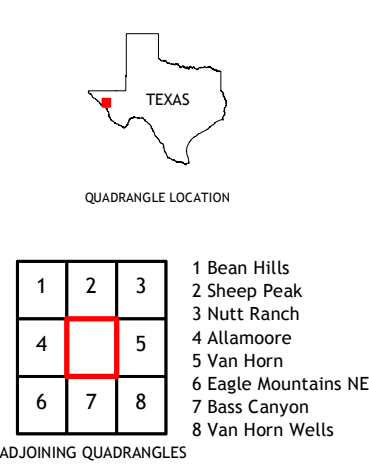 TEXAS
QUADRANGLE LOCATION
1 2 3
4 5
6 7 8
1 Bean Hills
2 Sheep Peak
3 Nutt Ranch
4 Allamoore
5 Van Horn
6 Eagle Mountains NE
7 Bass Canyon
8 Van Horn Wells
ADJOINING QUADRANGLES